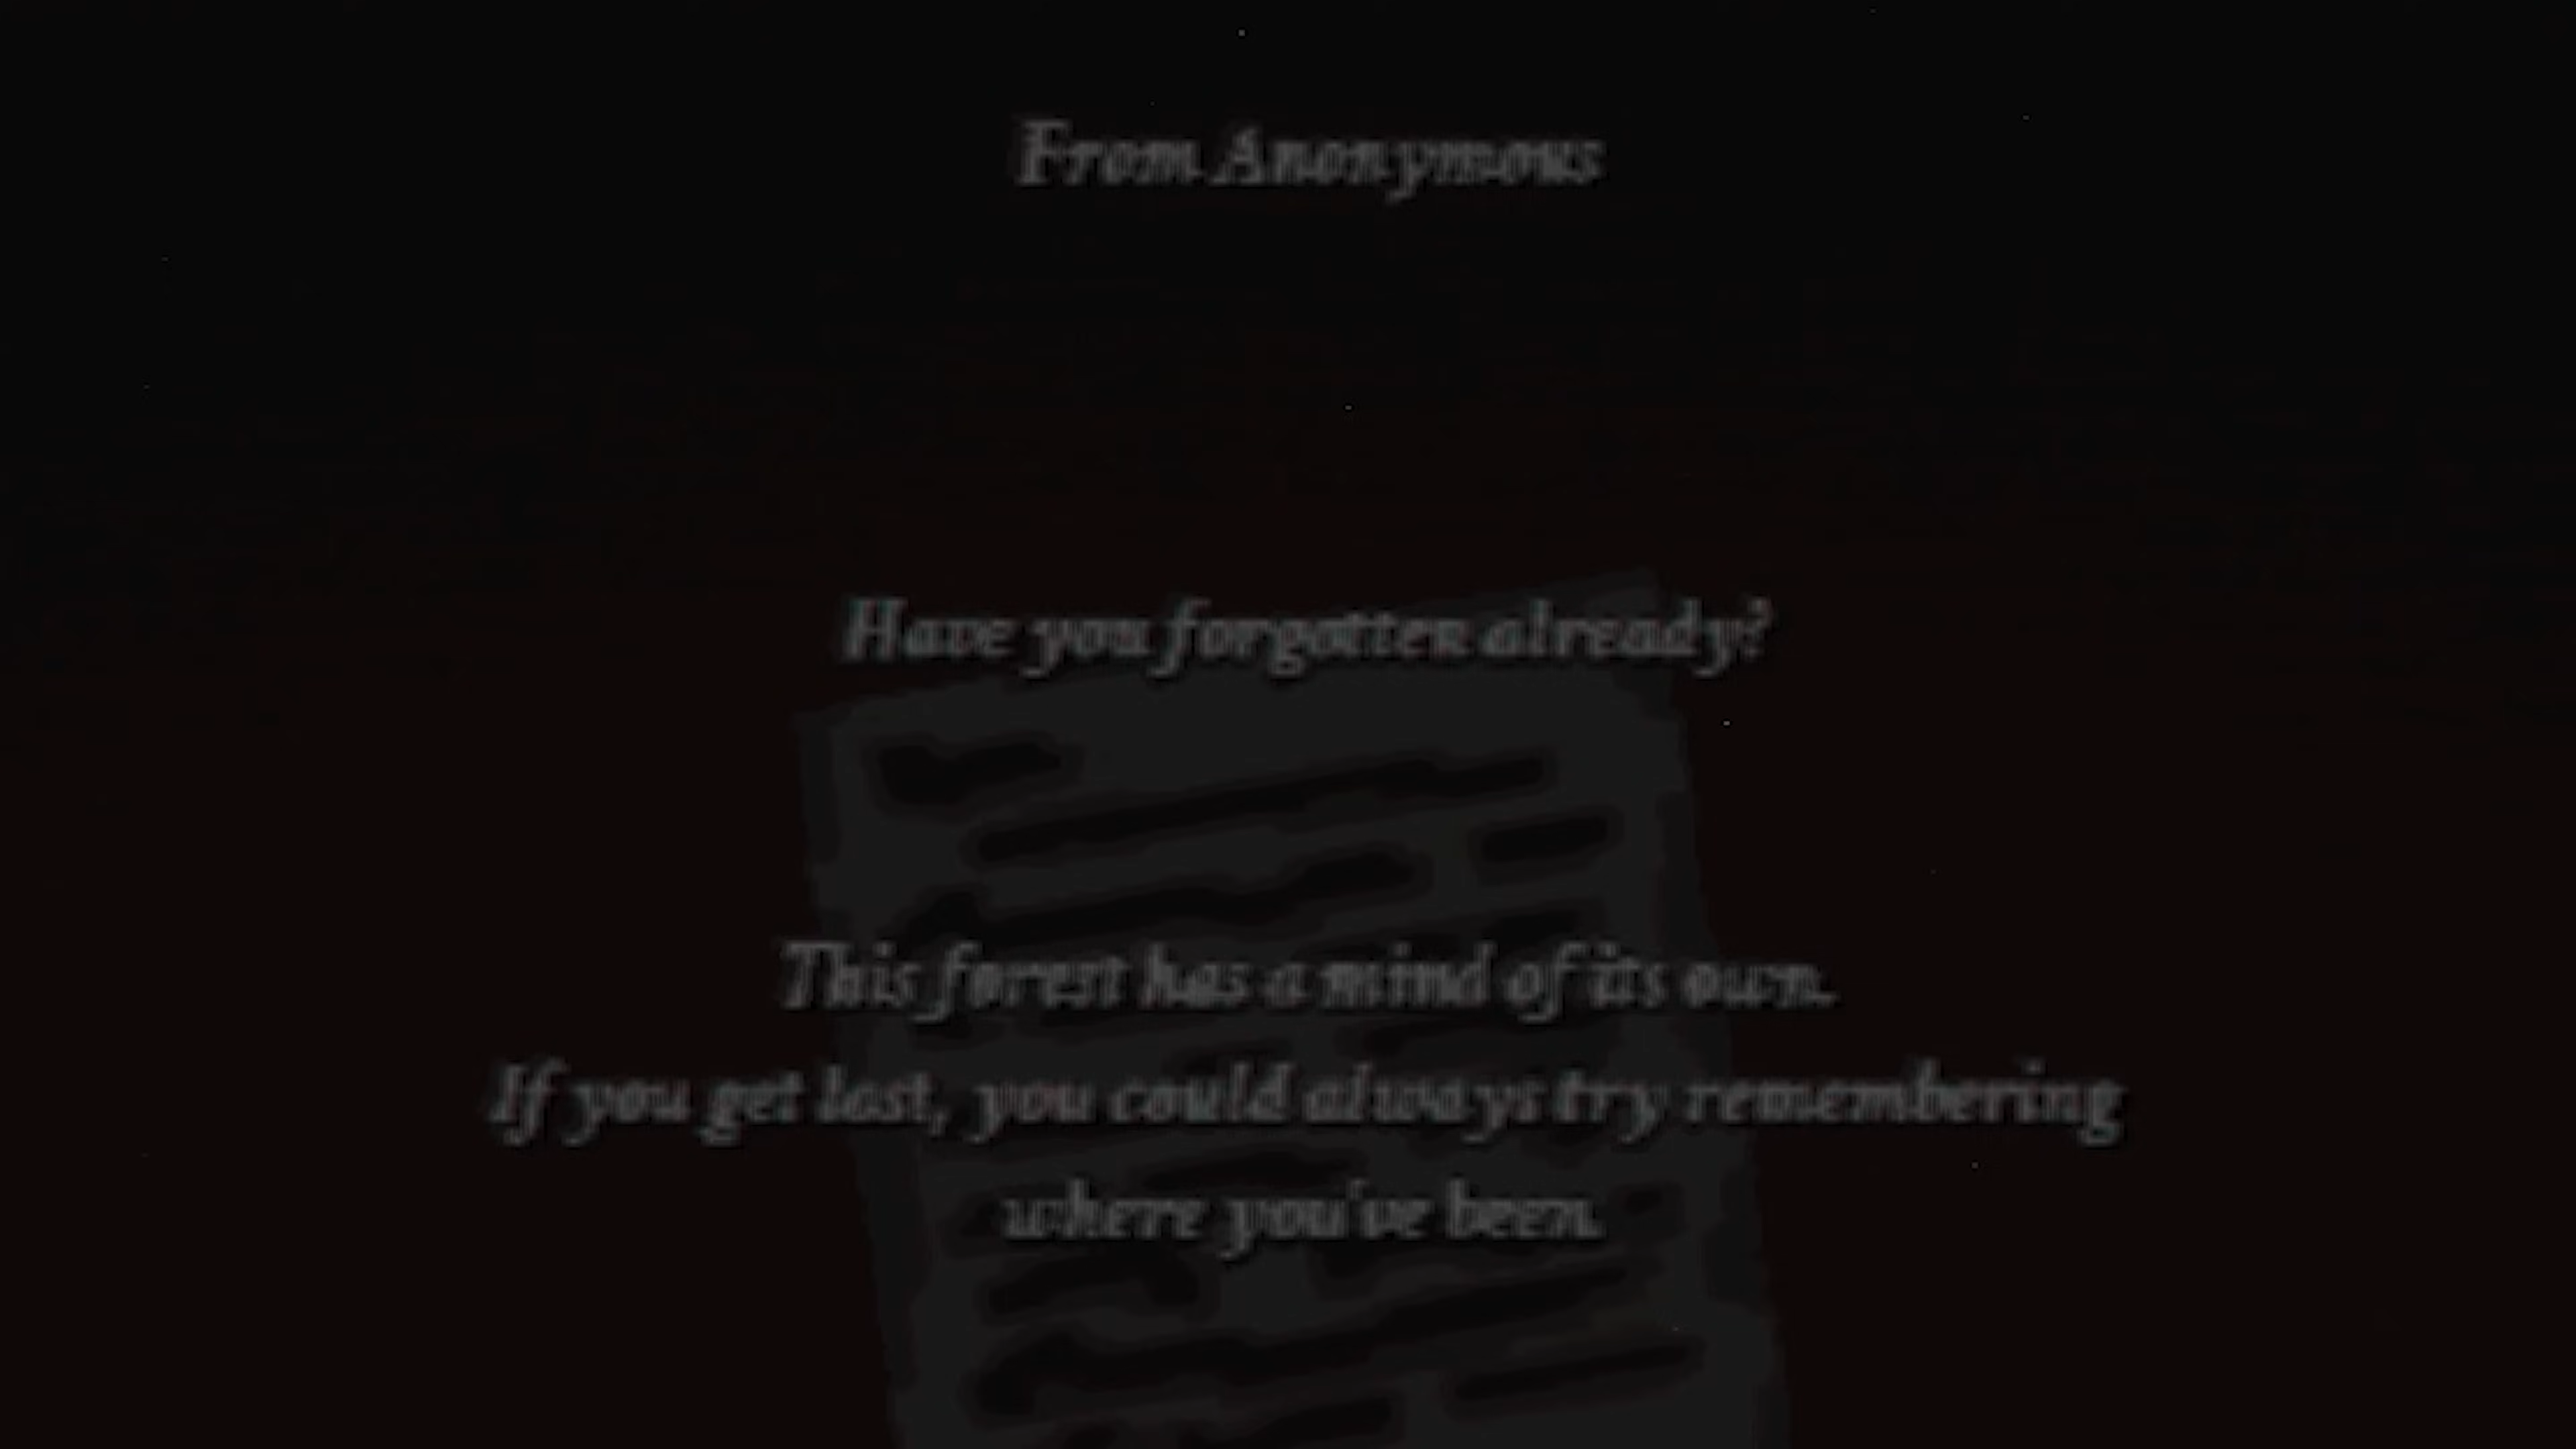 From Anonymous
Have you forgotten already?
This forest has a mind of its own.
If you get lost, you could always try remembering
where you've been.